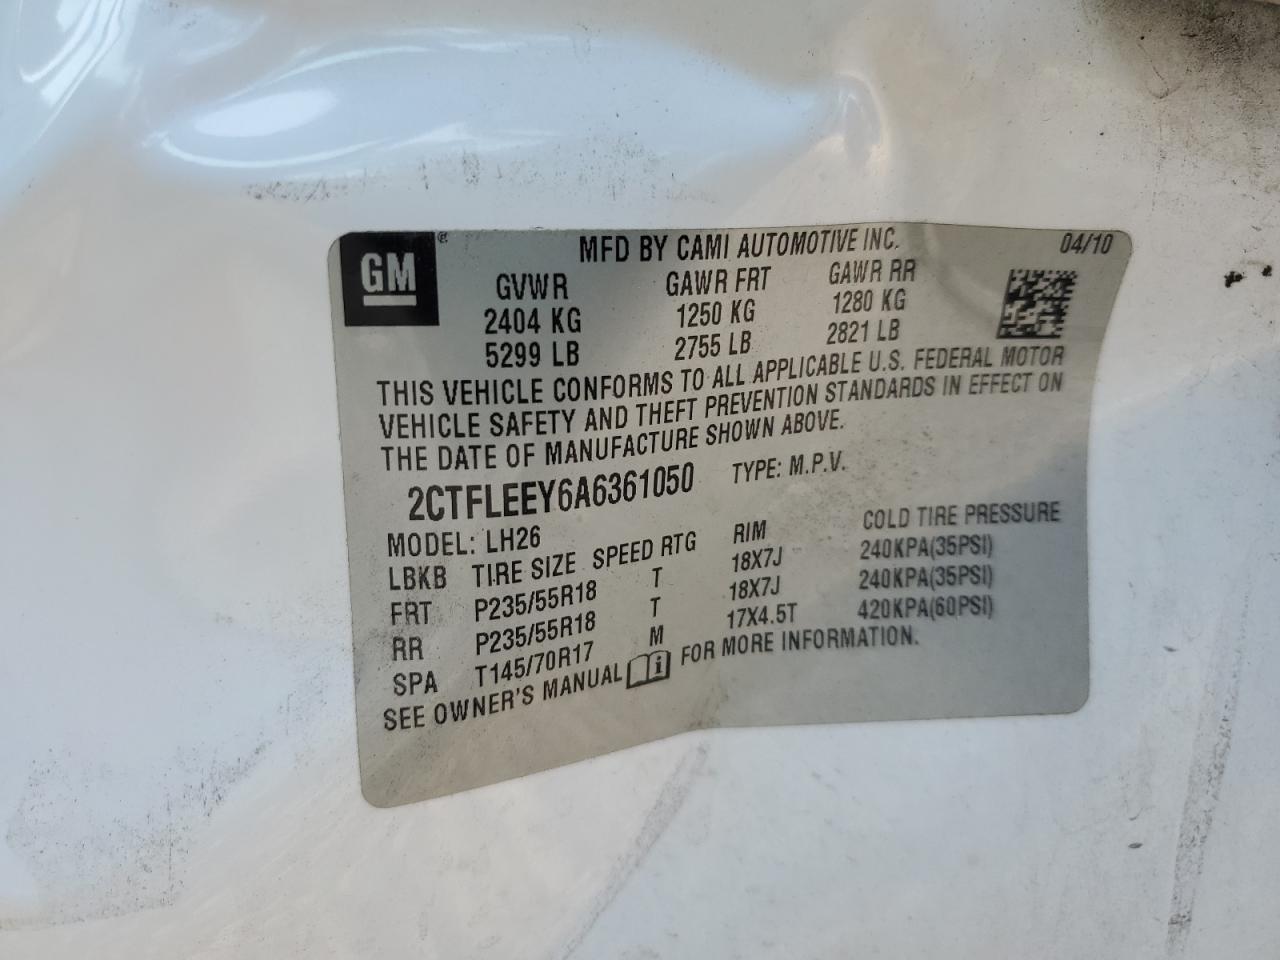 GM ®
MFD BY CAMI AUTOMOTIVE INC. 04/10
GVWR GAWR FRT GAWR RR
2404 KG 1250 KG 1280 KG
5299 LB 2755 LB 2821 LB
THIS VEHICLE CONFORMS TO ALL APPLICABLE U.S. FEDERAL MOTOR
VEHICLE SAFETY AND THEFT PREVENTION STANDARDS IN EFFECT ON
THE DATE OF MANUFACTURE SHOWN ABOVE.
2CTFLEEY6A6361050 TYPE: M.P.V.
MODEL: LH26
LBKB TIRE SIZE SPEED RTG RIM COLD TIRE PRESSURE
FRT P235/55R18 T 18X7J 240KPA(35PSI)
RR P235/55R18 T 18X7J 240KPA(35PSI)
SPA T145/70R17 M 17X4.5T 420KPA(60PSI)
SEE OWNER'S MANUAL FOR MORE INFORMATION.